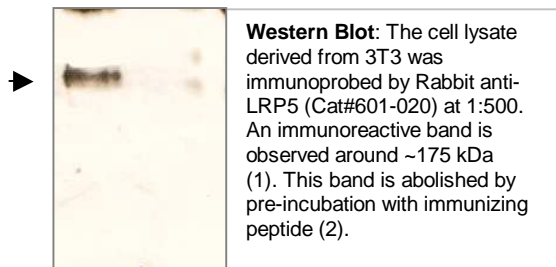 Western Blot: The cell lysate
derived from 3T3 was
immunoprobed by Rabbit anti-
LRP5 (Cat#601-020) at 1:500.
An immunoreactive band is
observed around ~175 kDa
(1). This band is abolished by
pre-incubation with immunizing
peptide (2).